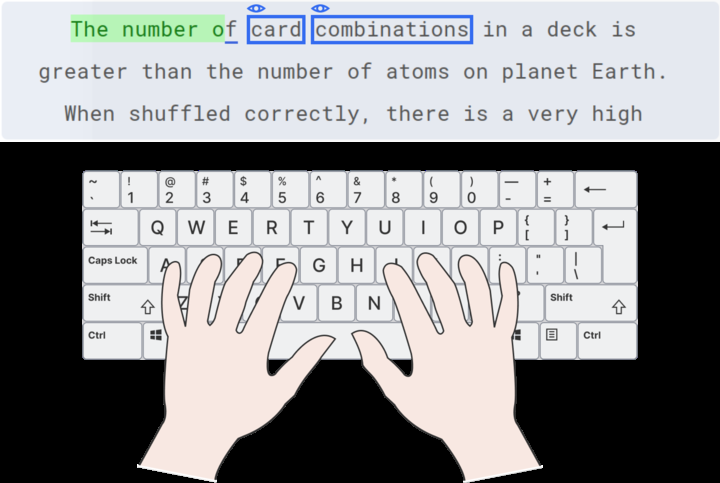 The number of card combinations in a deck is
greater than the number of atoms on planet Earth.
When shuffled correctly, there is a very high
~ ! @ # $ % ^ & * ( ) — +
` 1 2 3 4 5 6 7 8 9 0 - =
Q W E R T Y U I O P { [ } ]
Caps Lock A G H : " ' | \
Shift Z V B N Shift
Ctrl Ctrl